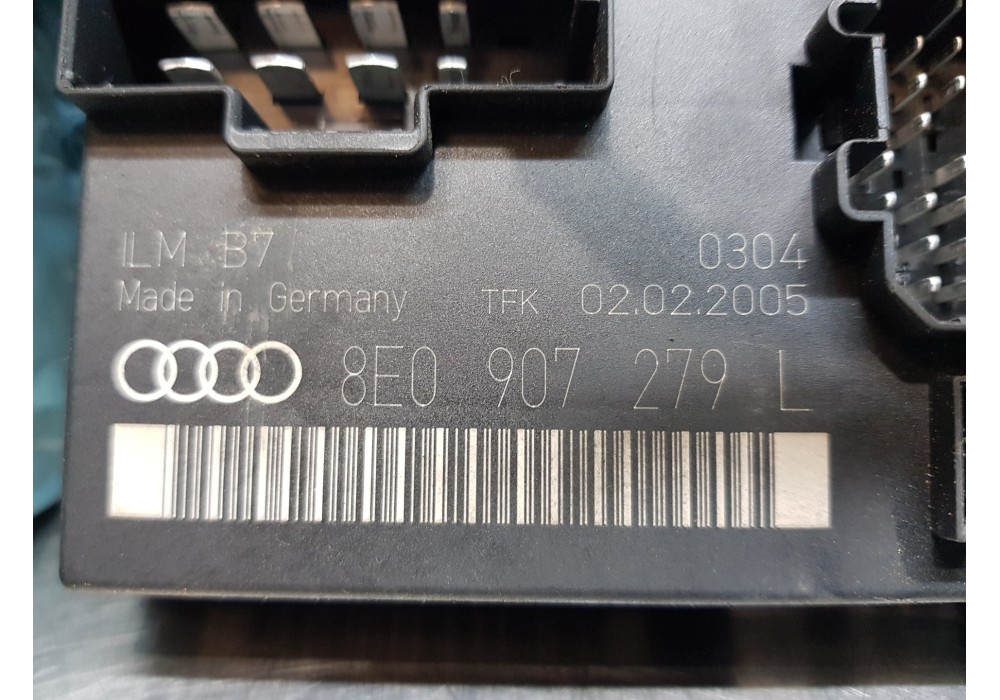 ILM B7 0304
Made in Germany TFK 02.02.2005
8E0 907 279 L